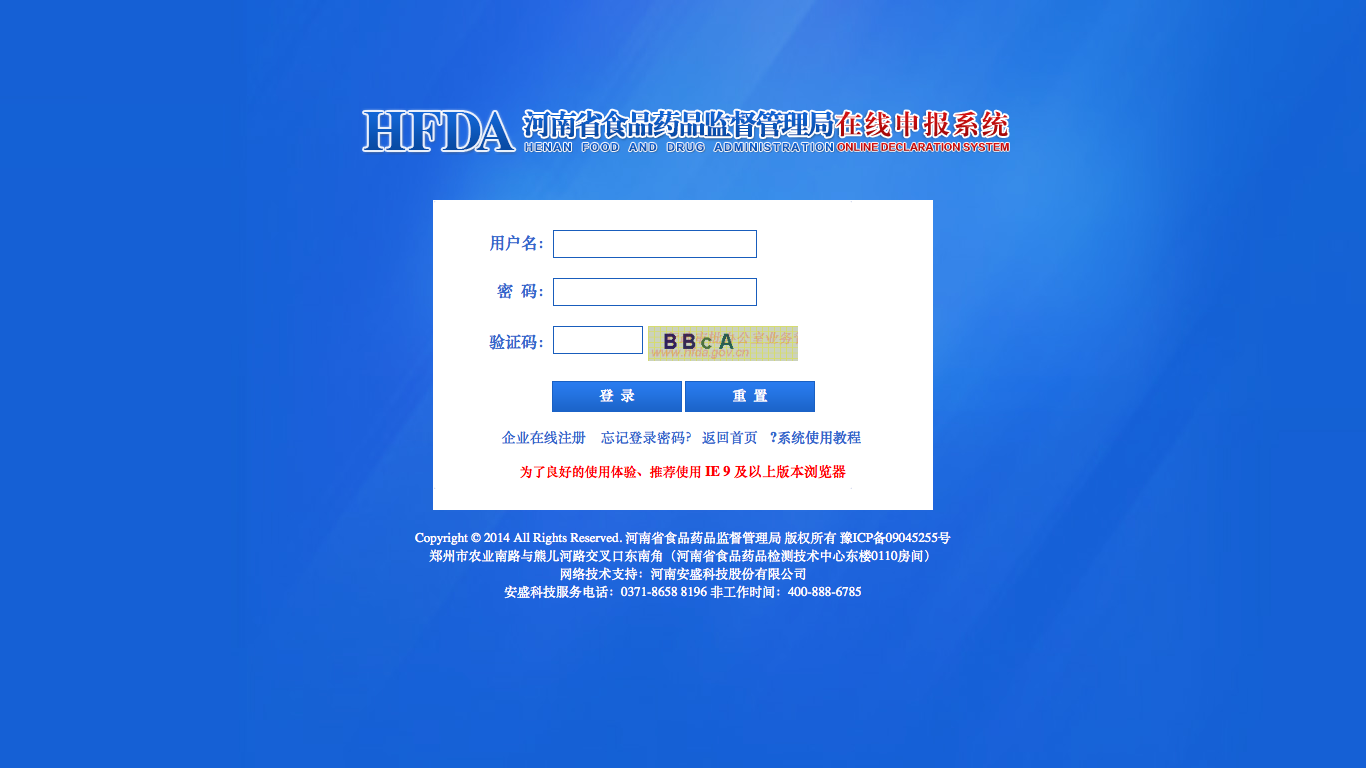 HFDA 河南省食品药品监督管理局在线申报系统
HENAN FOOD AND DRUG ADMINISTRATION ONLINE DECLARATION SYSTEM
用户名：
密 码：
验证码：
BBcA
www.hfda.gov.cn
登 录 重 置
企业在线注册 忘记登录密码? 返回首页 ?系统使用教程
为了良好的使用体验、推荐使用 IE 9 及以上版本浏览器
Copyright © 2014 All Rights Reserved. 河南省食品药品监督管理局 版权所有 豫ICP备09045255号
郑州市农业南路与熊儿河路交叉口东南角（河南省食品药品检测技术中心东楼0110房间）
网络技术支持：河南安盛科技股份有限公司
安盛科技服务电话：0371-8658 8196 非工作时间：400-888-6785